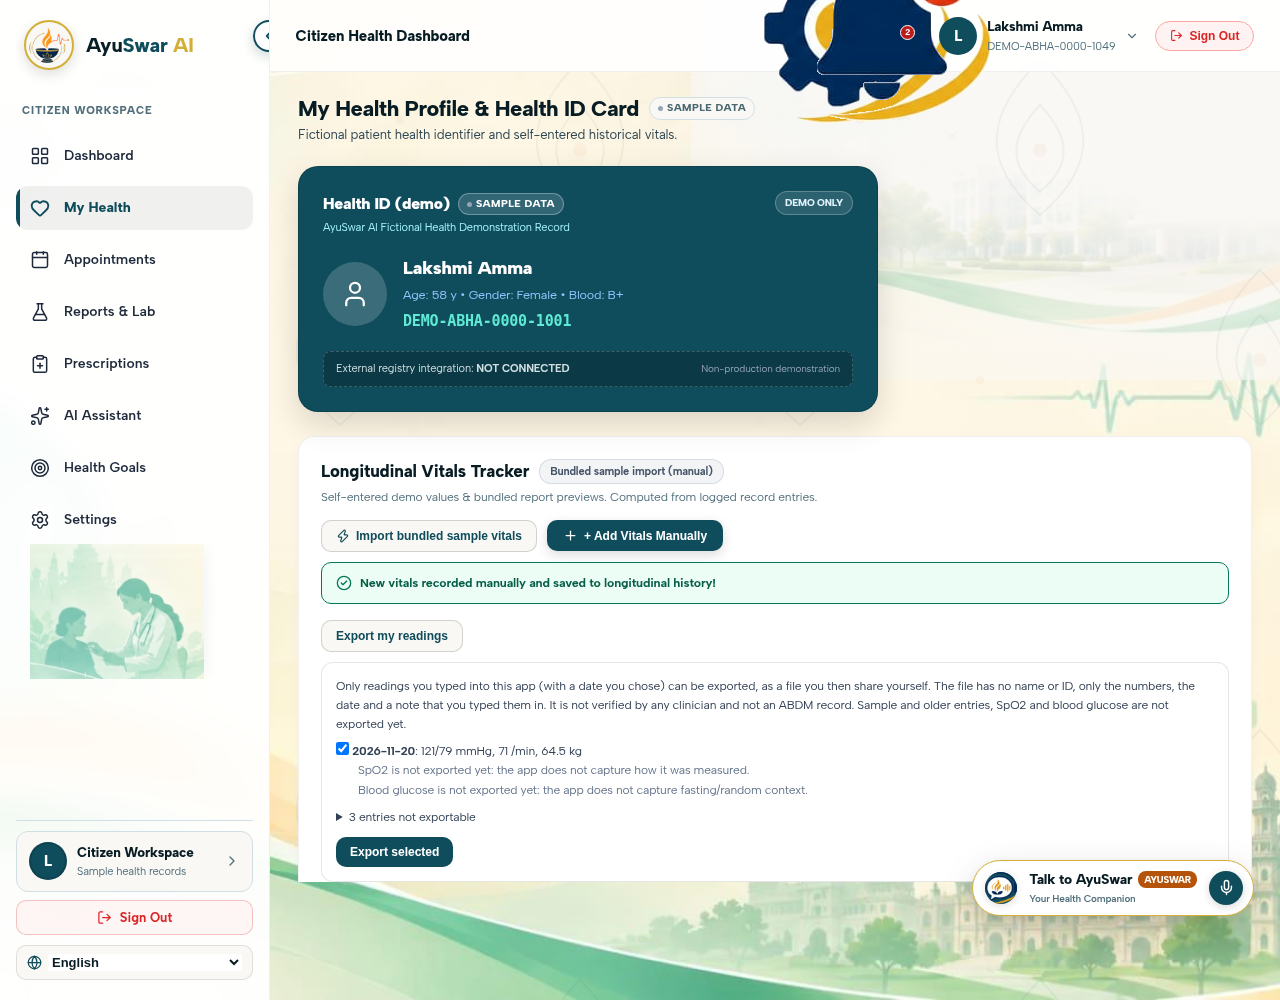 AyuSwar AI
CITIZEN WORKSPACE
Dashboard
My Health
Appointments
Reports & Lab
Prescriptions
AI Assistant
Health Goals
Settings
L
Citizen Workspace
Sample health records
Sign Out
English
Citizen Health Dashboard
2
L
Lakshmi Amma
DEMO-ABHA-0000-1049
Sign Out
My Health Profile & Health ID Card
SAMPLE DATA
Fictional patient health identifier and self-entered historical vitals.
Health ID (demo)
SAMPLE DATA
DEMO ONLY
AyuSwar AI Fictional Health Demonstration Record
Lakshmi Amma
Age: 58 y • Gender: Female • Blood: B+
DEMO-ABHA-0000-1001
External registry integration: NOT CONNECTED
Non-production demonstration
Longitudinal Vitals Tracker
Bundled sample import (manual)
Self-entered demo values & bundled report previews. Computed from logged record entries.
Import bundled sample vitals
+ Add Vitals Manually
New vitals recorded manually and saved to longitudinal history!
Export my readings
Only readings you typed into this app (with a date you chose) can be exported, as a file you then share yourself. The file has no name or ID, only the numbers, the
date and a note that you typed them in. It is not verified by any clinician and not an ABDM record. Sample and older entries, SpO2 and blood glucose are not
exported yet.
2026-11-20: 121/79 mmHg, 71 /min, 64.5 kg
SpO2 is not exported yet: the app does not capture how it was measured.
Blood glucose is not exported yet: the app does not capture fasting/random context.
3 entries not exportable
Export selected
Talk to AyuSwar
AYUSWAR
Your Health Companion